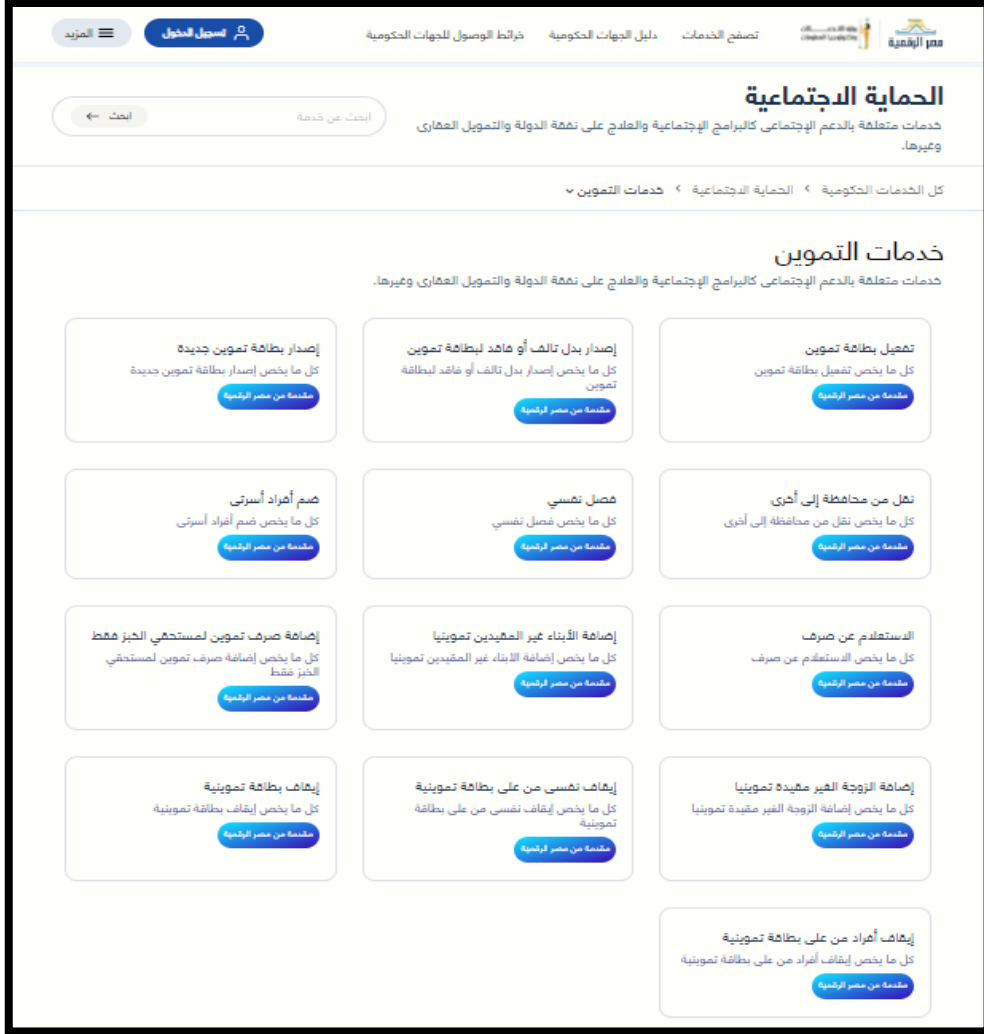 مصر الرقمية
تصفح الخدمات
دليل الجهات الحكومية
خرائط الوصول للجهات الحكومية
تسجيل الدخول
المزيد
الحماية الاجتماعية
خدمات متعلقة بالدعم الإجتماعى كالبرامج الإجتماعية والعلاج على نفقة الدولة والتمويل العقارى
وغيرها.
ابحث عن خدمة
ابحث ←
كل الخدمات الحكومية > الحماية الاجتماعية > خدمات التموين
خدمات التموين
خدمات متعلقة بالدعم الإجتماعى كالبرامج الإجتماعية والعلاج على نفقة الدولة والتمويل العقارى وغيرها.
تفعيل بطاقة تموين
كل ما يخص تفعيل بطاقة تموين
مقدمة من مصر الرقمية
إصدار بدل تالف أو فاقد لبطاقة تموين
كل ما يخص إصدار بدل تالف أو فاقد لبطاقة
تموين
مقدمة من مصر الرقمية
إصدار بطاقة تموين جديدة
كل ما يخص إصدار بطاقة تموين جديدة
مقدمة من مصر الرقمية
نقل من محافظة إلى أخرى
كل ما يخص نقل من محافظة إلى أخرى
مقدمة من مصر الرقمية
فصل نفسي
كل ما يخص فصل نفسي
مقدمة من مصر الرقمية
ضم أفراد أسرتى
كل ما يخص ضم أفراد أسرتى
مقدمة من مصر الرقمية
الاستعلام عن صرف
كل ما يخص الاستعلام عن صرف
مقدمة من مصر الرقمية
إضافة الأبناء غير المقيدين تموينيا
كل ما يخص إضافة الأبناء غير المقيدين تموينيا
مقدمة من مصر الرقمية
إضافة صرف تموين لمستحقي الخبز فقط
كل ما يخص إضافة صرف تموين لمستحقي
الخبز فقط
مقدمة من مصر الرقمية
إضافة الزوجة الغير مقيدة تموينيا
كل ما يخص إضافة الزوجة الغير مقيدة تموينيا
مقدمة من مصر الرقمية
إيقاف نفسى من على بطاقة تموينية
كل ما يخص إيقاف نفسى من على بطاقة
تموينية
مقدمة من مصر الرقمية
إيقاف بطاقة تموينية
كل ما يخص إيقاف بطاقة تموينية
مقدمة من مصر الرقمية
إيقاف أفراد من على بطاقة تموينية
كل ما يخص إيقاف أفراد من على بطاقة تموينية
مقدمة من مصر الرقمية